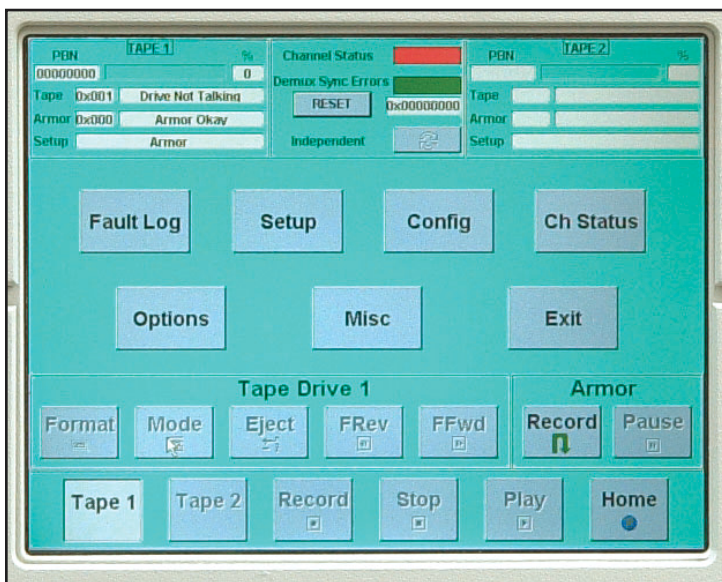 TAPE 1
PBN %
00000000 0
Tape 0x001 Drive Not Talking
Armor 0x000 Armor Okay
Setup Armor
Channel Status
Demux Sync Errors
RESET 0x00000000
Independent
TAPE 2
PBN %
Tape
Armor
Setup
Fault Log Setup Config Ch Status
Options Misc Exit
Tape Drive 1
Format Mode Eject FRev FFwd
Armor
Record Pause
Tape 1 Tape 2 Record Stop Play Home